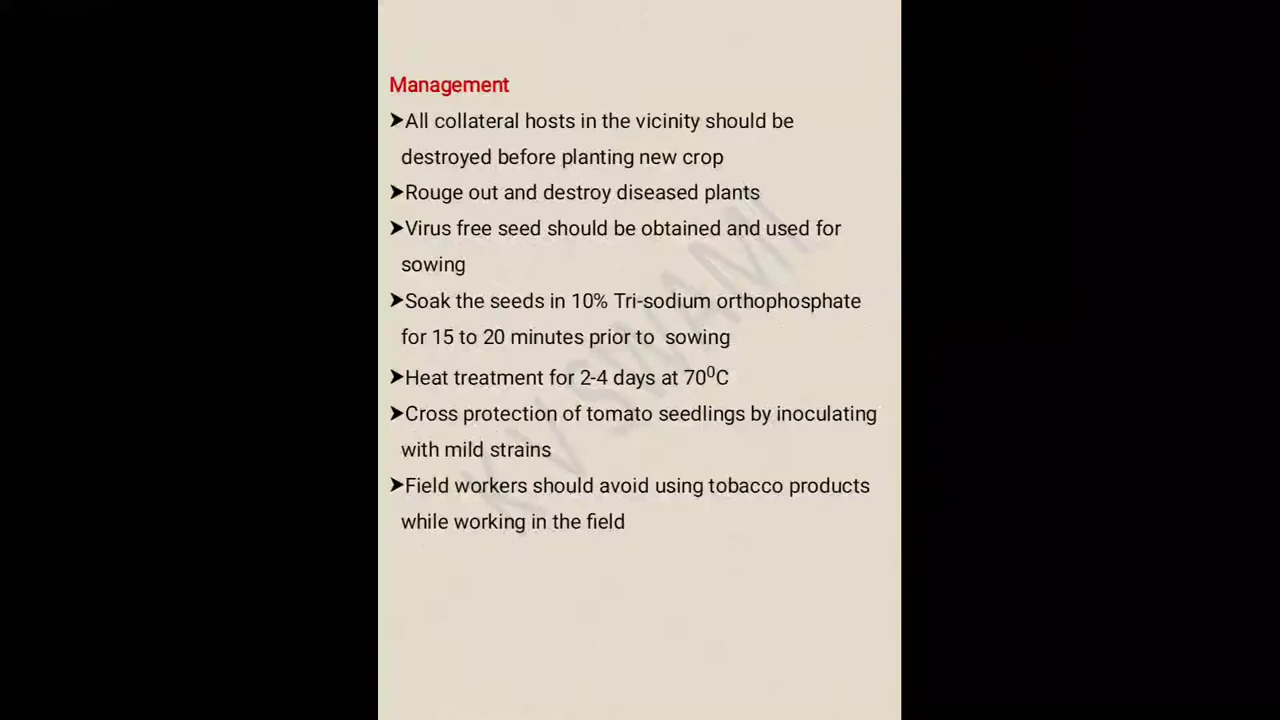 Management
➤All collateral hosts in the vicinity should be
destroyed before planting new crop
➤Rouge out and destroy diseased plants
➤Virus free seed should be obtained and used for
sowing
➤Soak the seeds in 10% Tri-sodium orthophosphate
for 15 to 20 minutes prior to  sowing
➤Heat treatment for 2-4 days at 70⁰C
➤Cross protection of tomato seedlings by inoculating
with mild strains
➤Field workers should avoid using tobacco products
while working in the field
K V SWAMI